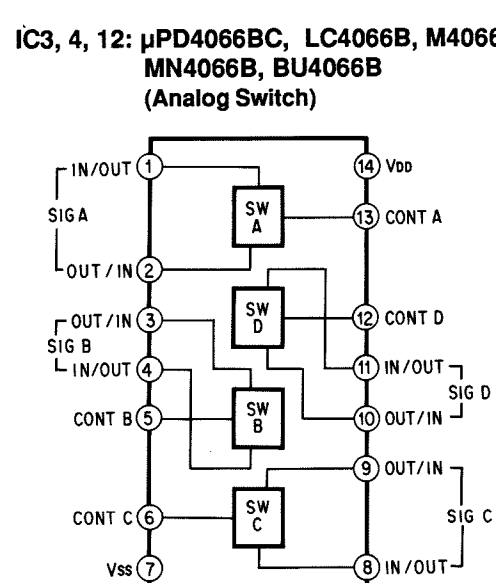 IC3, 4, 12: µPD4066BC, LC4066B, M4066
MN4066B, BU4066B
(Analog Switch)
IN/OUT 1
14 VDD
SIG A
SW A
13 CONT A
OUT/IN 2
OUT/IN 3
SW D
12 CONT D
SIG B
IN/OUT 4
11 IN/OUT
SIG D
CONT B 5
SW B
10 OUT/IN
9 OUT/IN
CONT C 6
SW C
SIG C
VSS 7
8 IN/OUT